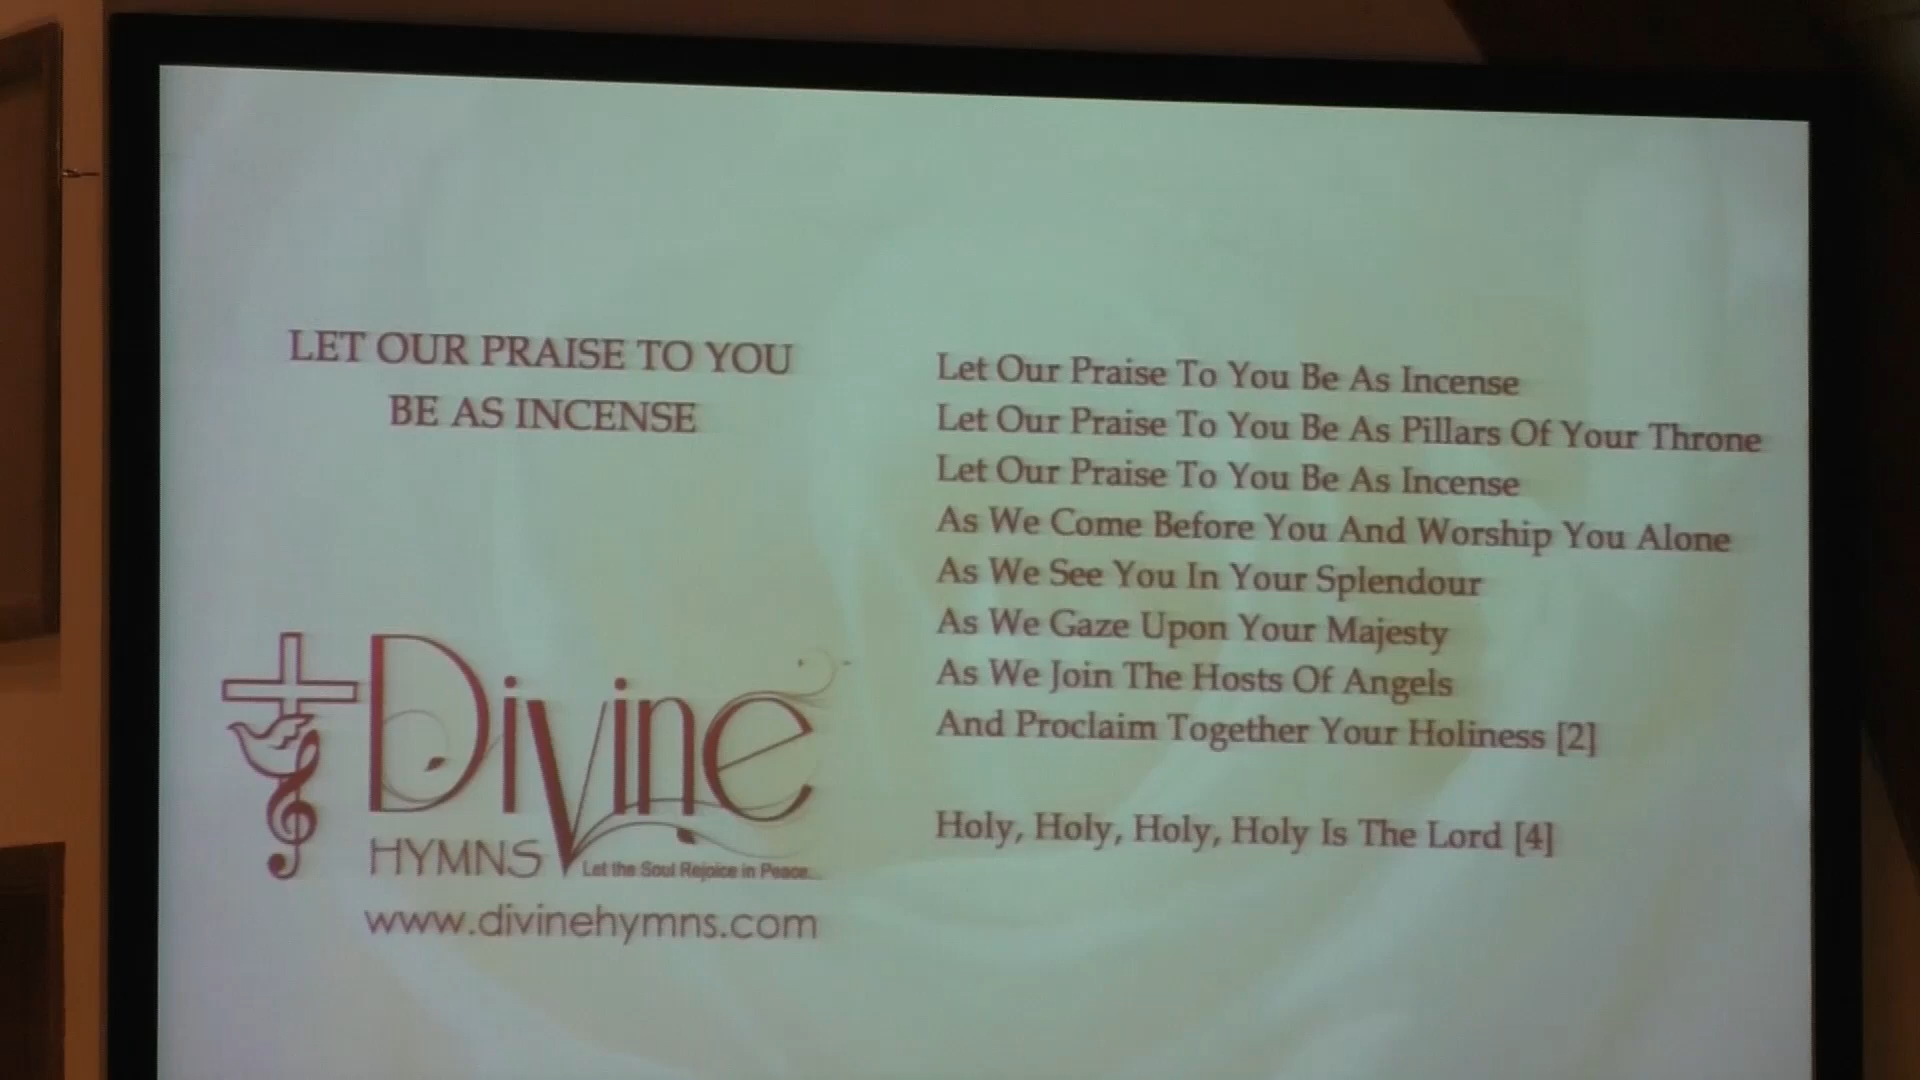 LET OUR PRAISE TO YOU
BE AS INCENSE
Divine
HYMNS
Let the Soul Rejoice in Peace...
www.divinehymns.com
Let Our Praise To You Be As Incense
Let Our Praise To You Be As Pillars Of Your Throne
Let Our Praise To You Be As Incense
As We Come Before You And Worship You Alone
As We See You In Your Splendour
As We Gaze Upon Your Majesty
As We Join The Hosts Of Angels
And Proclaim Together Your Holiness [2]
Holy, Holy, Holy, Holy Is The Lord [4]